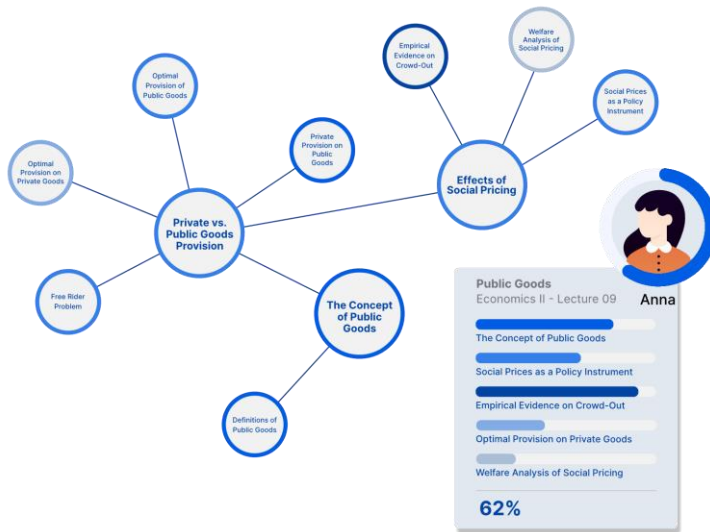 Welfare
Analysis of
Social Pricing
Empirical
Evidence on
Crowd-Out
Optimal
Provision of
Public Goods
Social Prices
as a Policy
Instrument
Private
Provision on
Public
Goods
Optimal
Provision on
Private Goods
Effects of
Social Pricing
Private vs.
Public Goods
Provision
Free Rider
Problem
The Concept
of Public
Goods
Definitions of
Public Goods
Anna
Public Goods
Economics II - Lecture 09
The Concept of Public Goods
Social Prices as a Policy Instrument
Empirical Evidence on Crowd-Out
Optimal Provision on Private Goods
Welfare Analysis of Social Pricing
62%